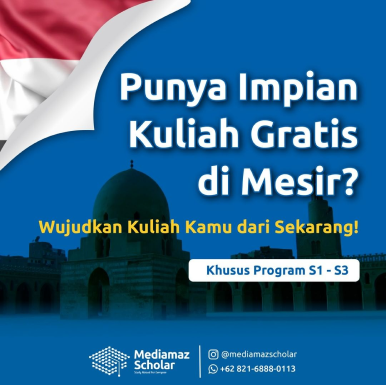 Punya Impian
Kuliah Gratis
di Mesir?
Wujudkan Kuliah Kamu dari Sekarang!
Khusus Program S1 - S3
Mediamaz
Scholar
@mediamazscholar
+62 821-6888-0113